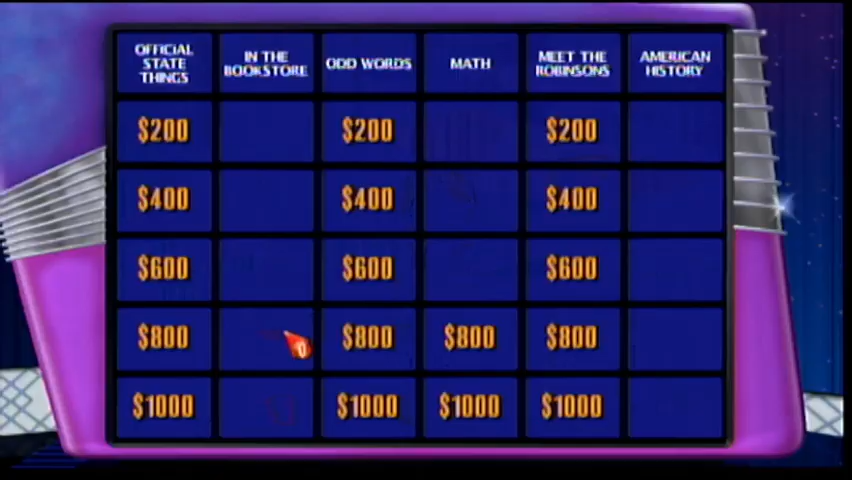 OFFICIAL
STATE
THINGS
IN THE
BOOKSTORE
ODD WORDS
MATH
MEET THE
ROBINSONS
AMERICAN
HISTORY
$200
$200
$200
$400
$400
$400
$600
$600
$600
$800
$800
$800
$800
$1000
$1000
$1000
$1000